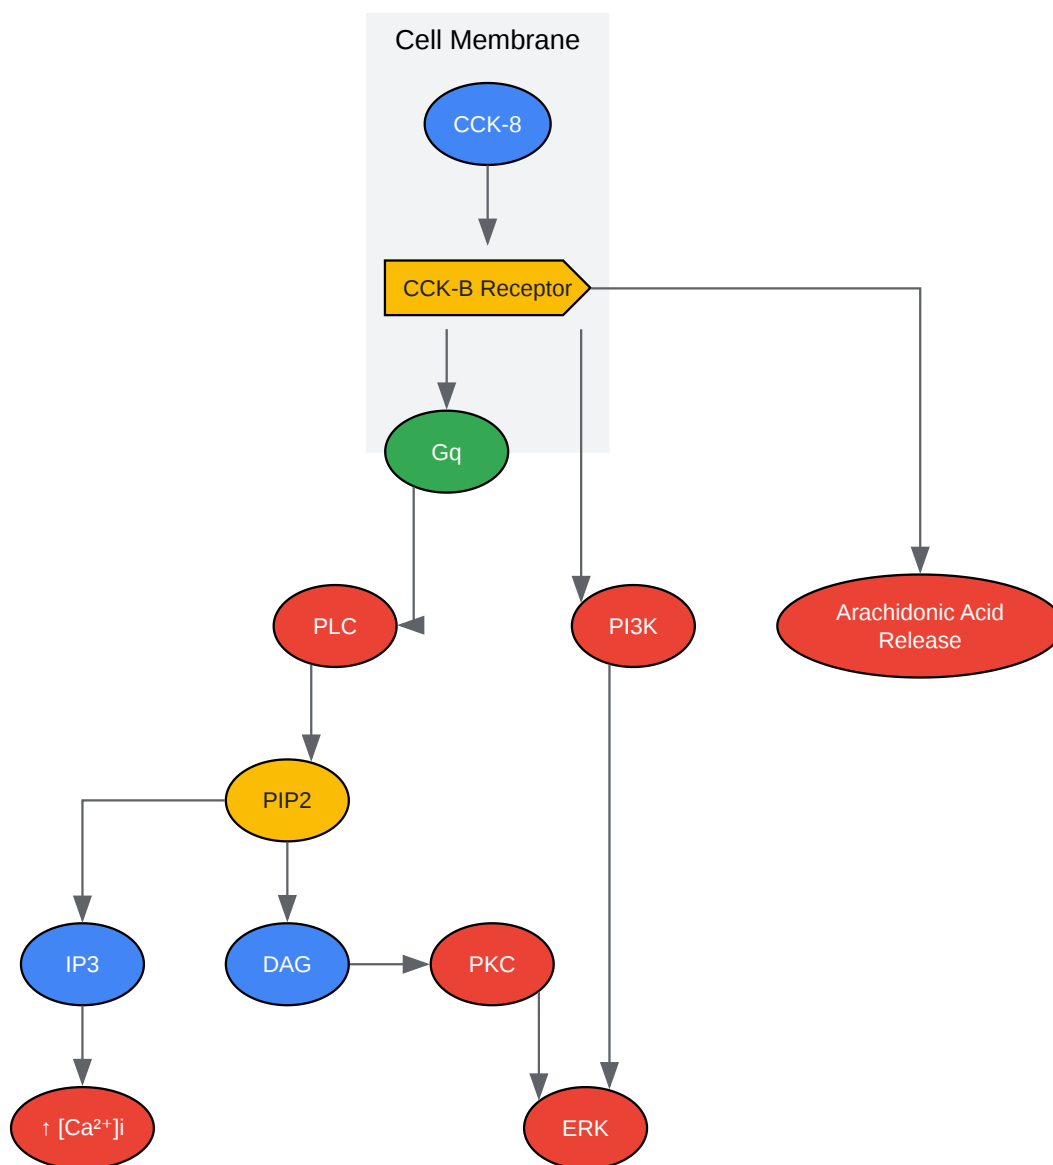 Cell Membrane
CCK-8
CCK-B Receptor
Gq
PLC
PI3K
Arachidonic Acid
Release
PIP2
IP3
DAG
PKC
↑ [Ca²⁺]i
ERK